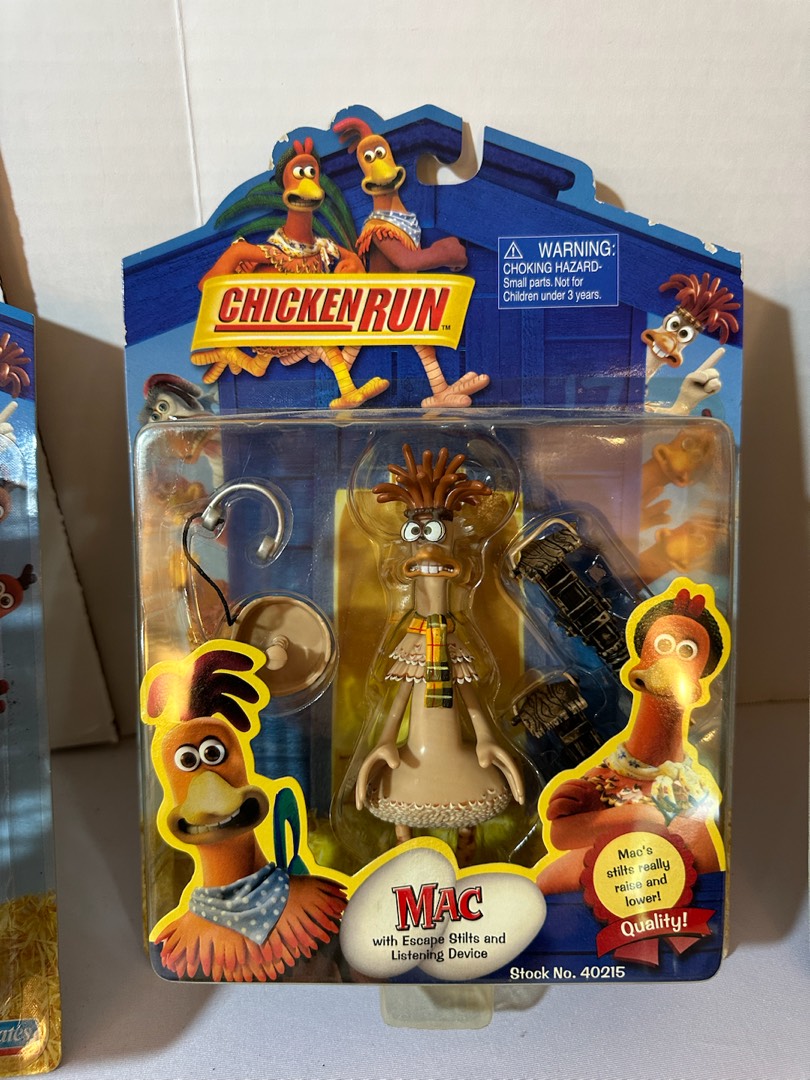 CHICKEN RUN™
WARNING:
CHOKING HAZARD-
Small parts. Not for
Children under 3 years.
Mac's
stilts really
raise and
lower!
Quality!
MAC
with Escape Stilts and
Listening Device
Stock No. 40215